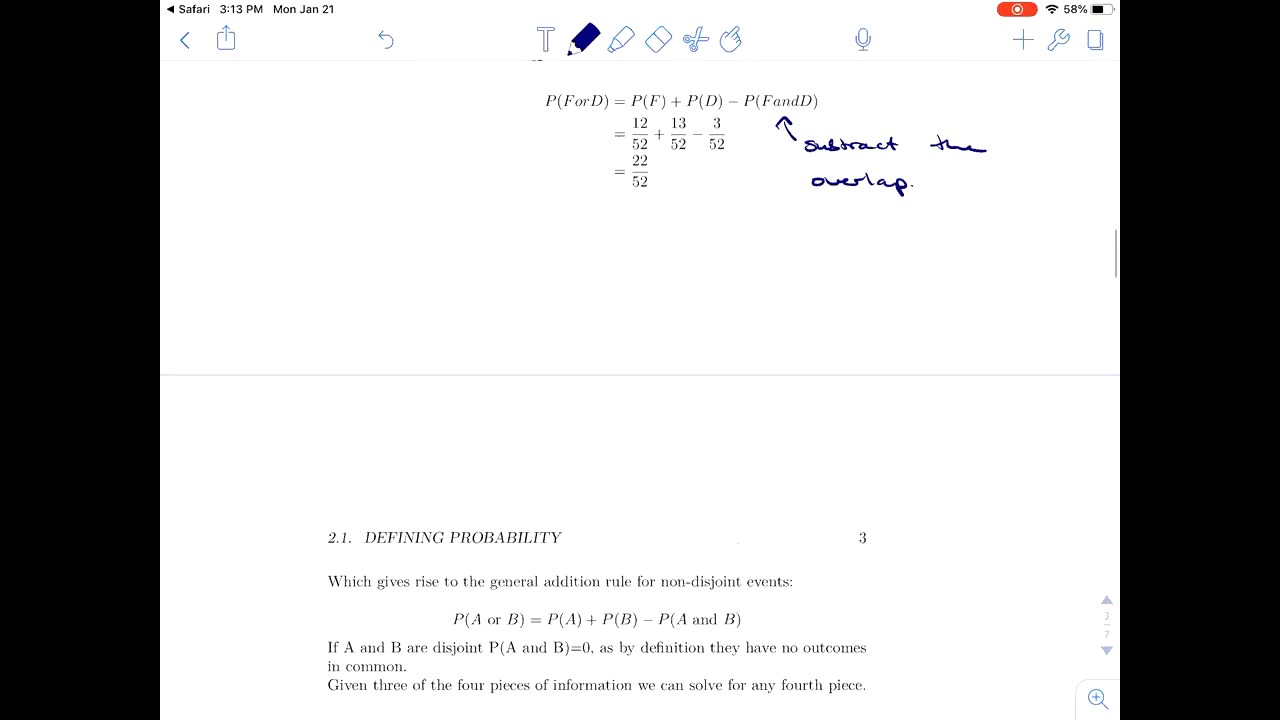 Safari 3:13 PM Mon Jan 21 58%
T
P(ForD) = P(F) + P(D) − P(FandD)
= 12/52 + 13/52 − 3/52
subtract the
= 22/52
overlap.
2.1. DEFINING PROBABILITY 3
Which gives rise to the general addition rule for non-disjoint events:
P(A or B) = P(A) + P(B) − P(A and B)
If A and B are disjoint P(A and B)=0, as by definition they have no outcomes
in common.
Given three of the four pieces of information we can solve for any fourth piece.
3
7